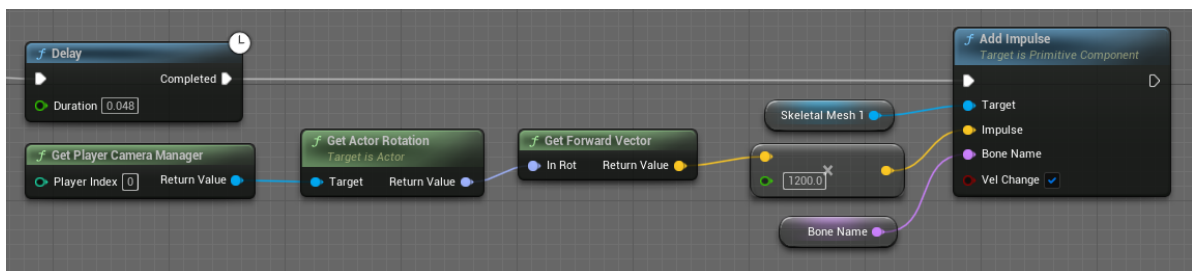 f Delay
Completed
Duration 0.048
f Get Player Camera Manager
Player Index 0 Return Value
f Get Actor Rotation
Target is Actor
Target Return Value
f Get Forward Vector
In Rot Return Value
Skeletal Mesh 1
1200.0 ×
Bone Name
f Add Impulse
Target is Primitive Component
Target
Impulse
Bone Name
Vel Change